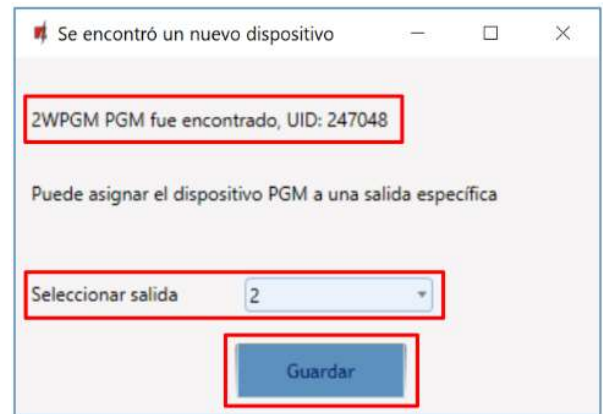 Se encontró un nuevo dispositivo
2WPGM PGM fue encontrado, UID: 247048
Puede asignar el dispositivo PGM a una salida específica
Seleccionar salida 2
Guardar